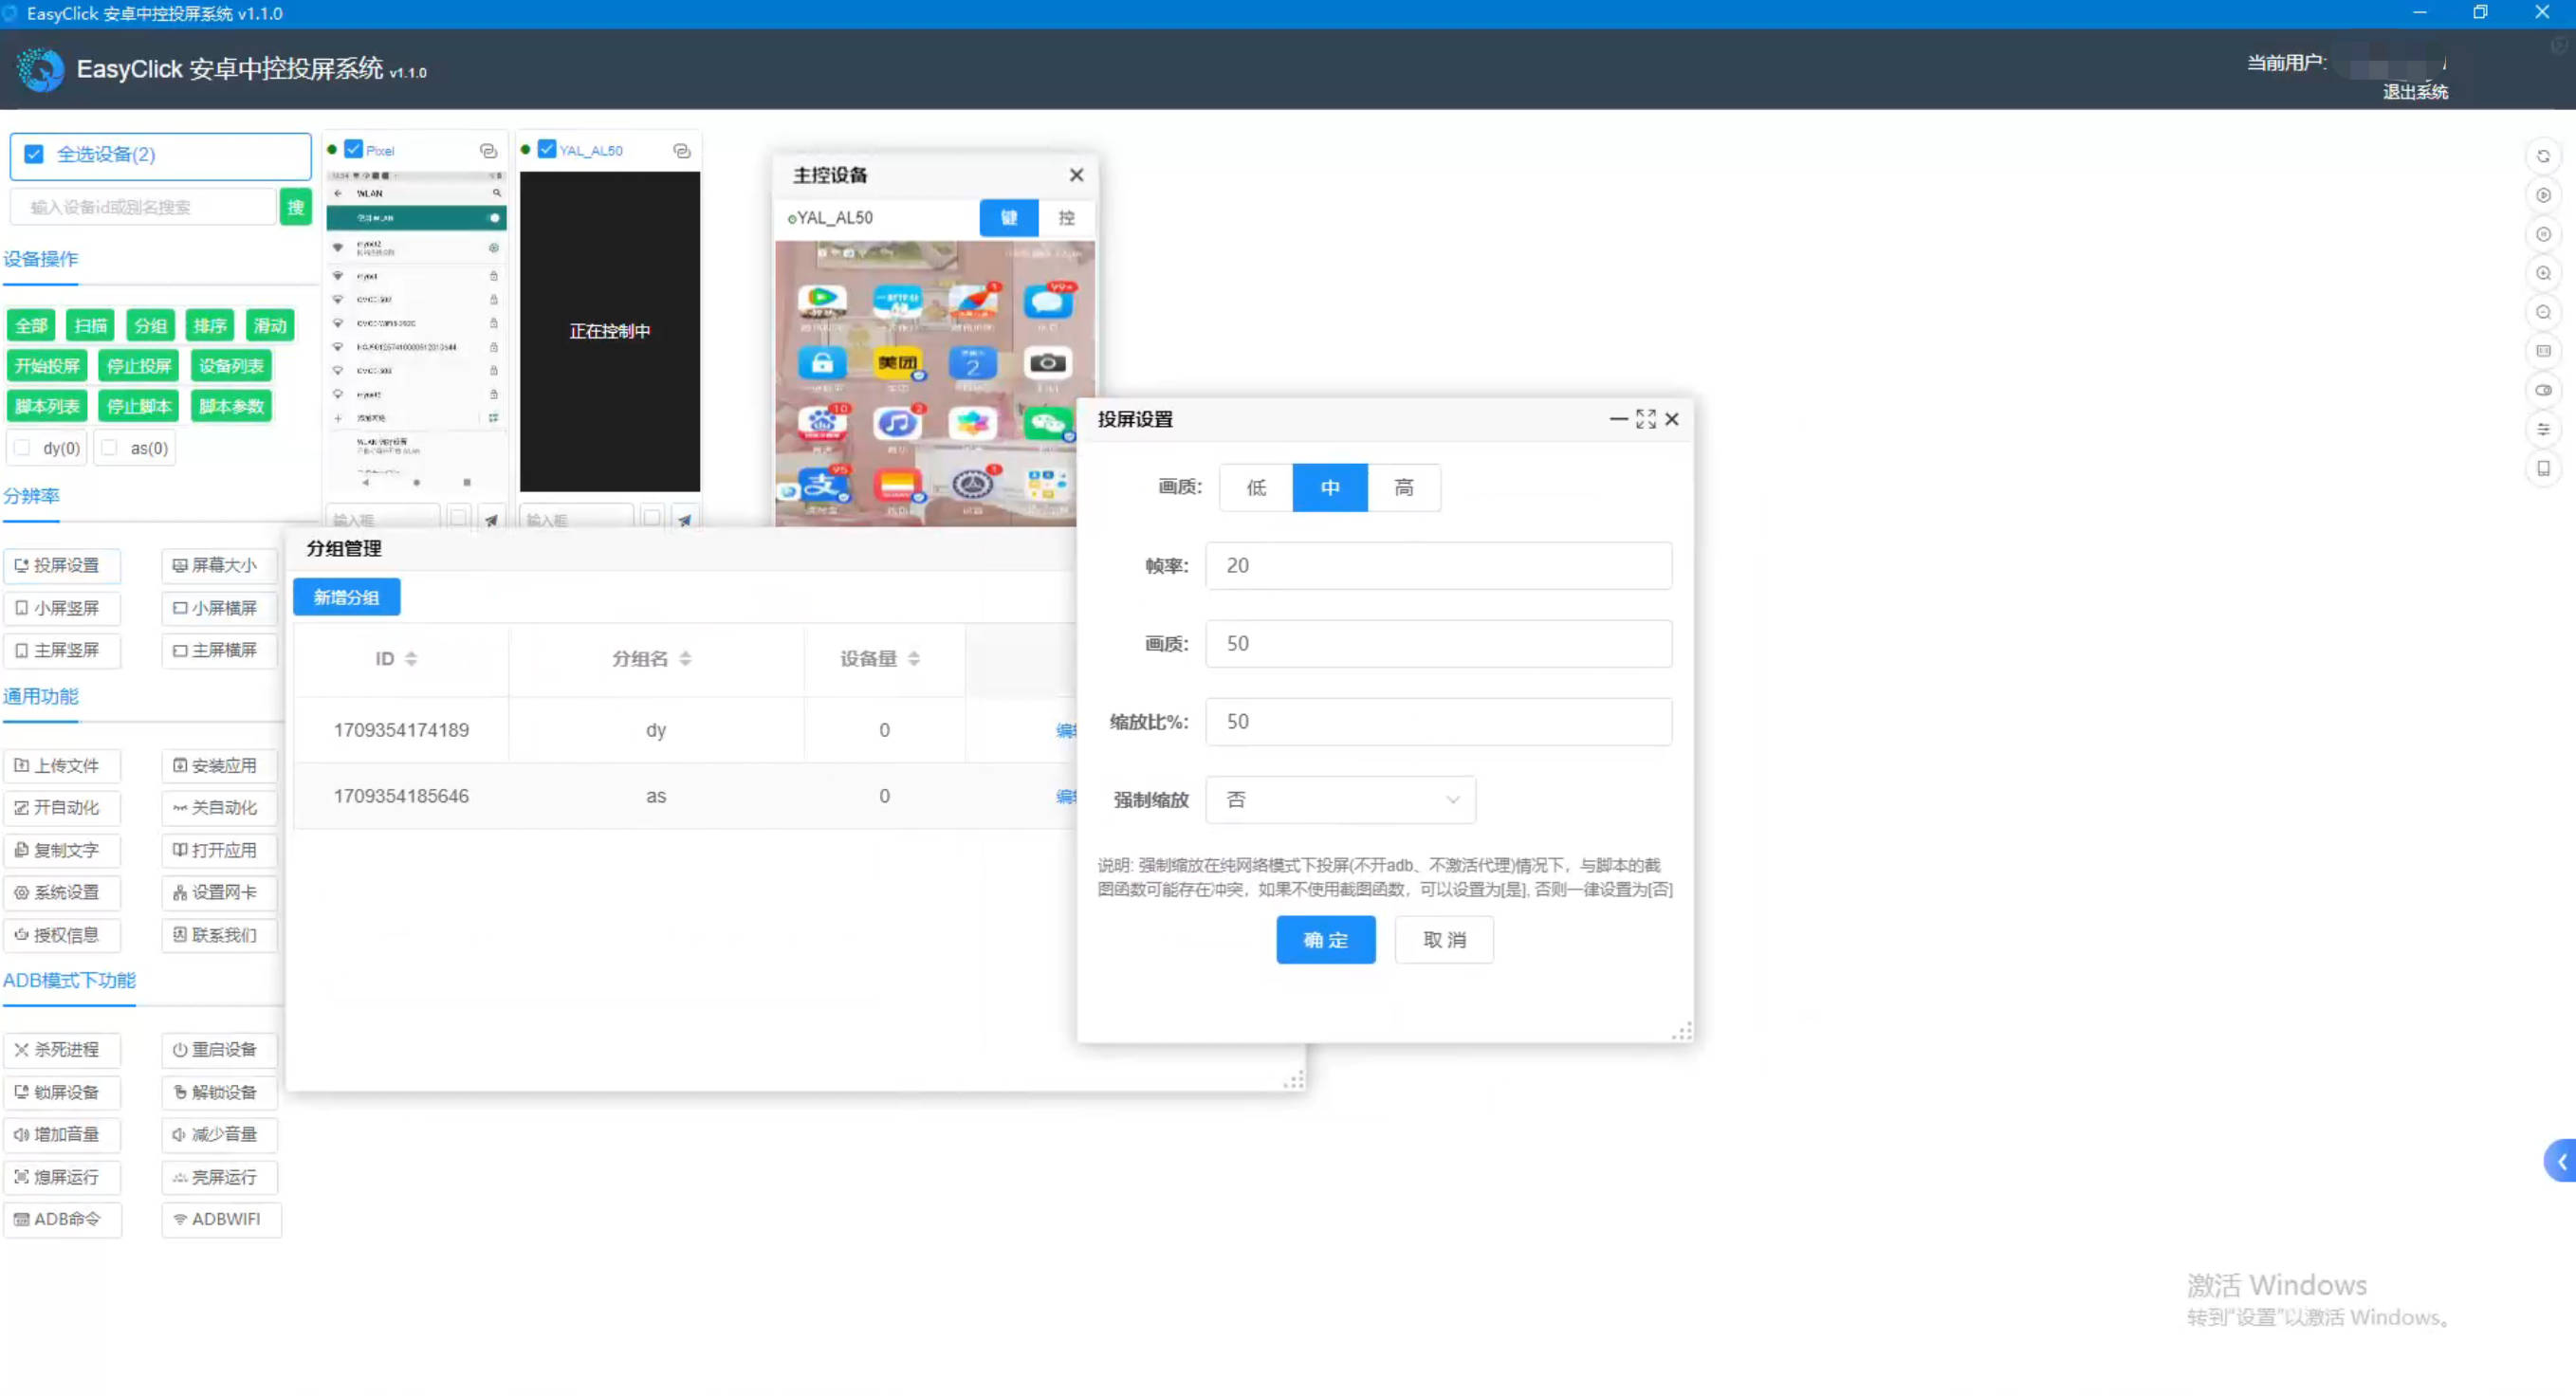 EasyClick 安卓中控投屏系统 v1.1.0
EasyClick 安卓中控投屏系统 v1.1.0
当前用户:
退出系统
全选设备(2)
输入设备id或别名搜索 搜
设备操作
全部 扫描 分组 排序 滑动
开始投屏 停止投屏 设备列表
脚本列表 停止脚本 脚本参数
dy(0) as(0)
分辨率
投屏设置 屏幕大小
小屏竖屏 小屏横屏
主屏竖屏 主屏横屏
通用功能
上传文件 安装应用
开自动化 关自动化
复制文字 打开应用
系统设置 设置网卡
授权信息 联系我们
ADB模式下功能
杀死进程 重启设备
锁屏设备 解锁设备
增加音量 减少音量
熄屏运行 亮屏运行
ADB命令 ADBWIFI
Pixel
WLAN
输入框
YAL_AL50
正在控制中
输入框
主控设备
YAL_AL50 键 控
99+
美团
2
10
2
95
支
分组管理
新增分组
ID 分组名 设备量
1709354174189 dy 0
1709354185646 as 0
投屏设置
画质: 低 中 高
帧率: 20
画质: 50
缩放比%: 50
强制缩放 否
说明: 强制缩放在纯网络模式下投屏(不开adb、不激活代理)情况下，与脚本的截
图函数可能存在冲突，如果不使用截图函数，可以设置为[是], 否则一律设置为[否]
确 定 取 消
激活 Windows
转到“设置”以激活 Windows。